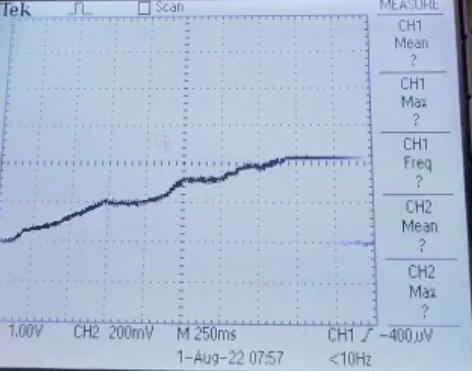 Tek
Scan
MEASURE
CH1
Mean
?
CH1
Max
?
CH1
Freq
?
CH2
Mean
?
CH2
Max
?
1.00V CH2 200mV M 250ms CH1 -400µV
1-Aug-22 07:57 <10Hz